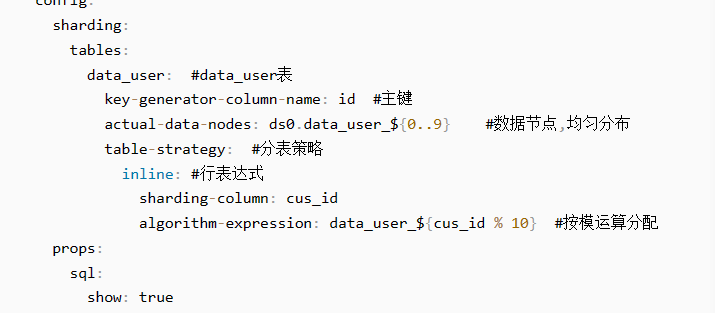 config:
sharding:
tables:
data_user: #data_user表
key-generator-column-name: id #主键
actual-data-nodes: ds0.data_user_${0..9} #数据节点,均匀分布
table-strategy: #分表策略
inline: #行表达式
sharding-column: cus_id
algorithm-expression: data_user_${cus_id % 10} #按模运算分配
props:
sql:
show: true